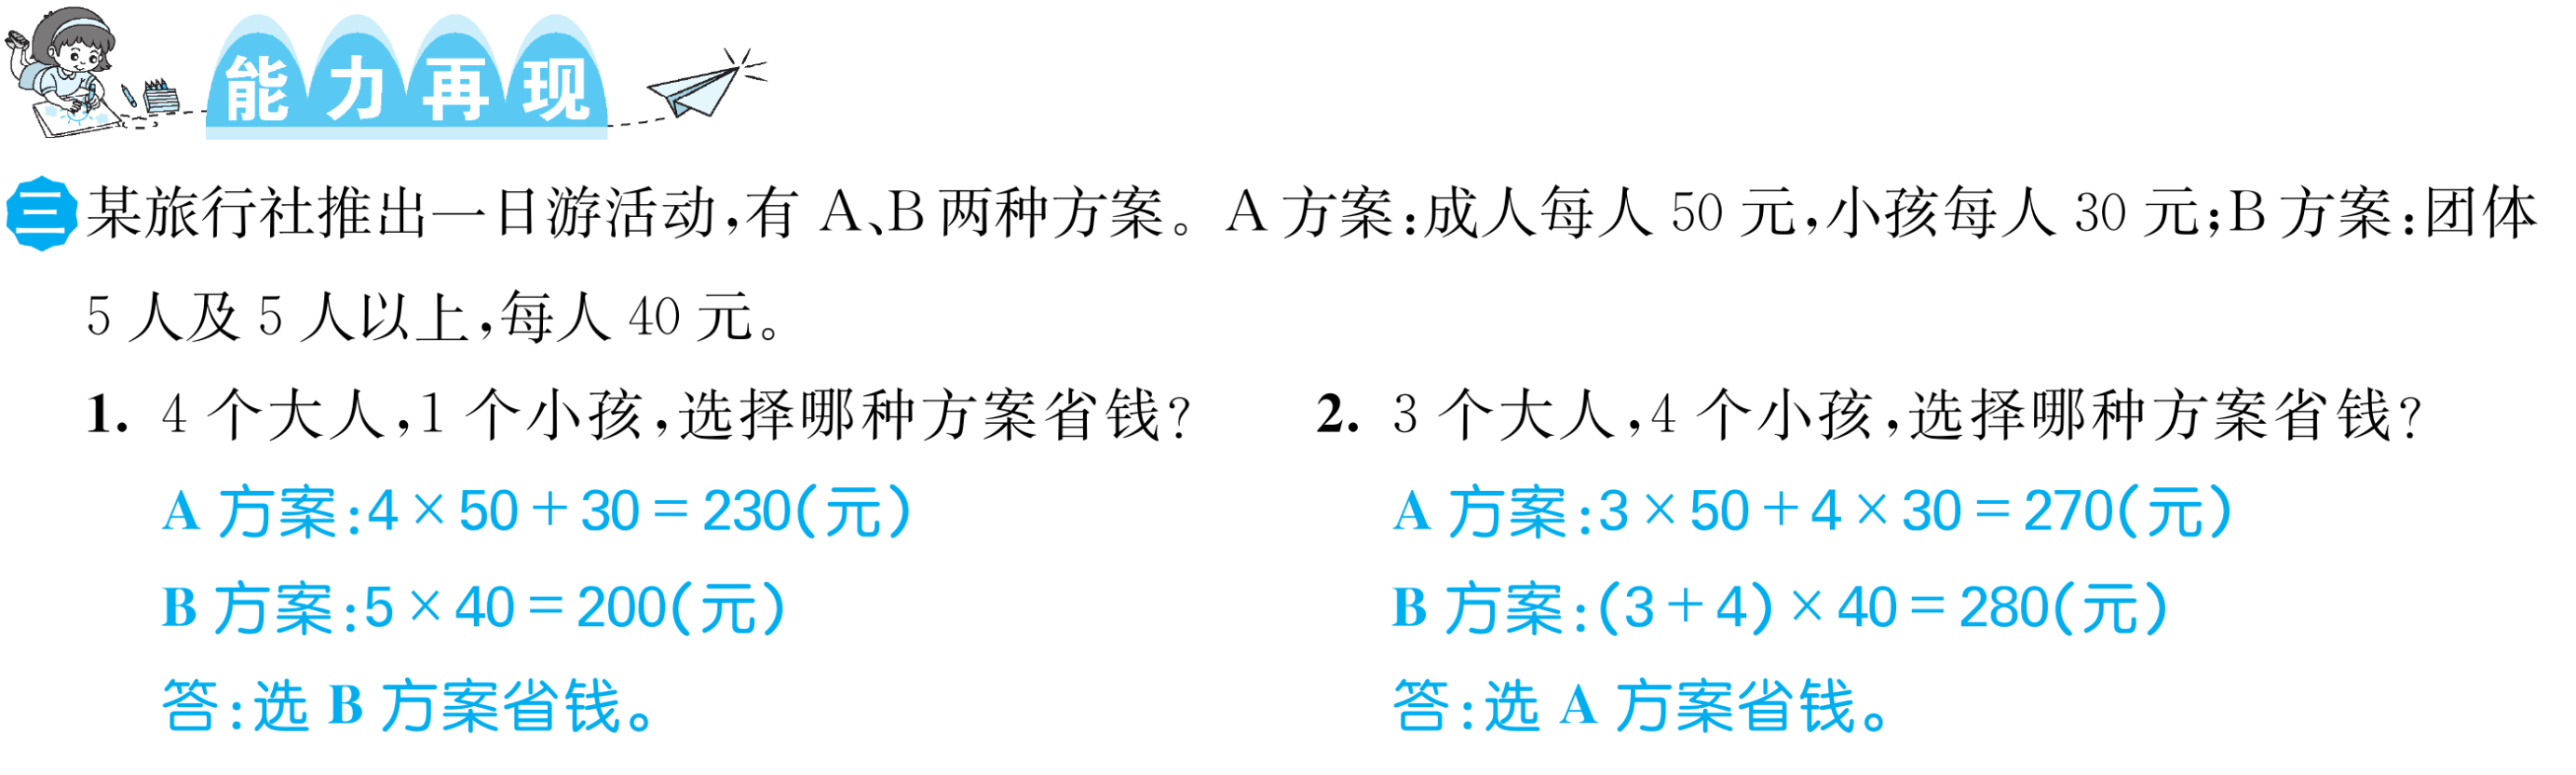 能力再现
三 某旅行社推出一日游活动,有 A、B两种方案。A方案:成人每人50元,小孩每人30元;B方案:团体
5人及5人以上,每人40元。
1. 4个大人,1个小孩,选择哪种方案省钱?
A方案:4×50+30=230(元)
B方案:5×40=200(元)
答:选 B 方案省钱。
2. 3个大人,4个小孩,选择哪种方案省钱?
A方案:3×50+4×30=270(元)
B方案:(3+4)×40=280(元)
答:选 A 方案省钱。